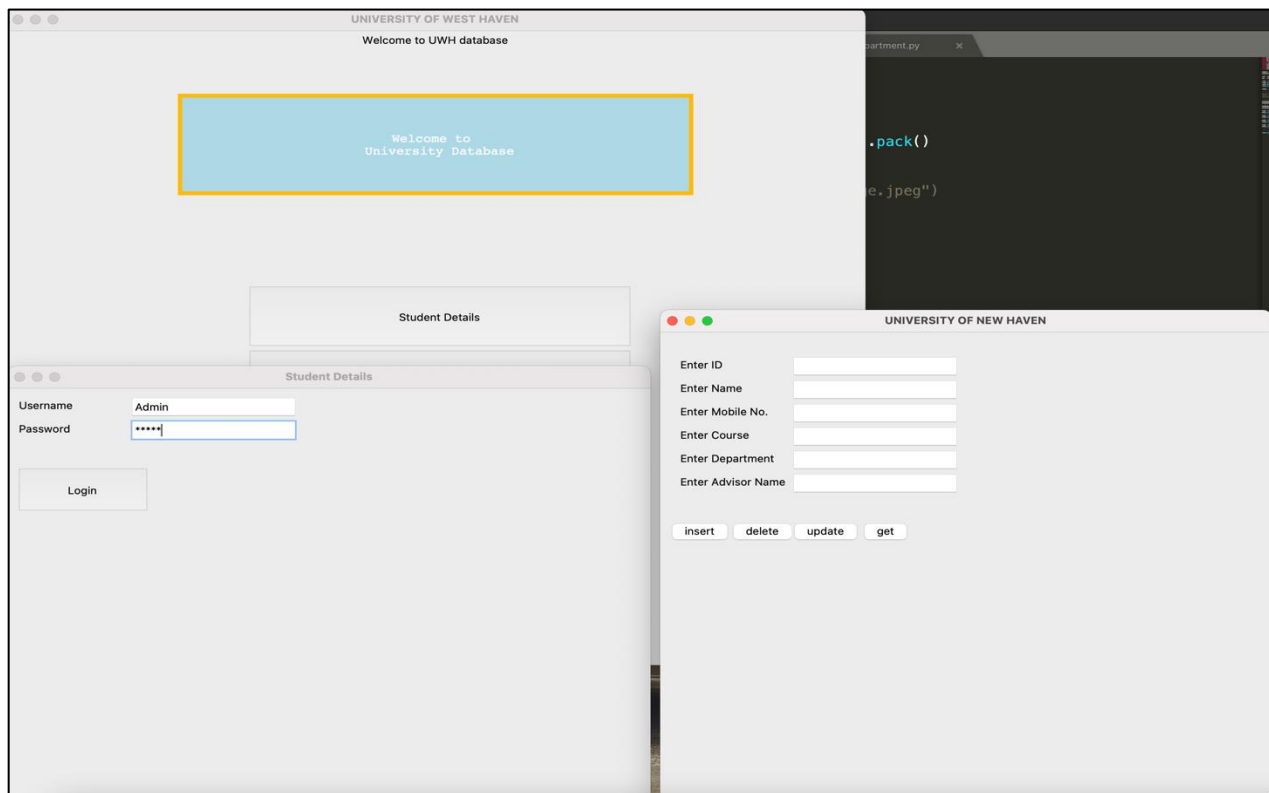 UNIVERSITY OF WEST HAVEN
Welcome to UWH database
Welcome to
University Database
Student Details
partment.py ×
.pack()
e.jpeg")
Student Details
Username Admin
Password *****
Login
UNIVERSITY OF NEW HAVEN
Enter ID
Enter Name
Enter Mobile No.
Enter Course
Enter Department
Enter Advisor Name
insert delete update get